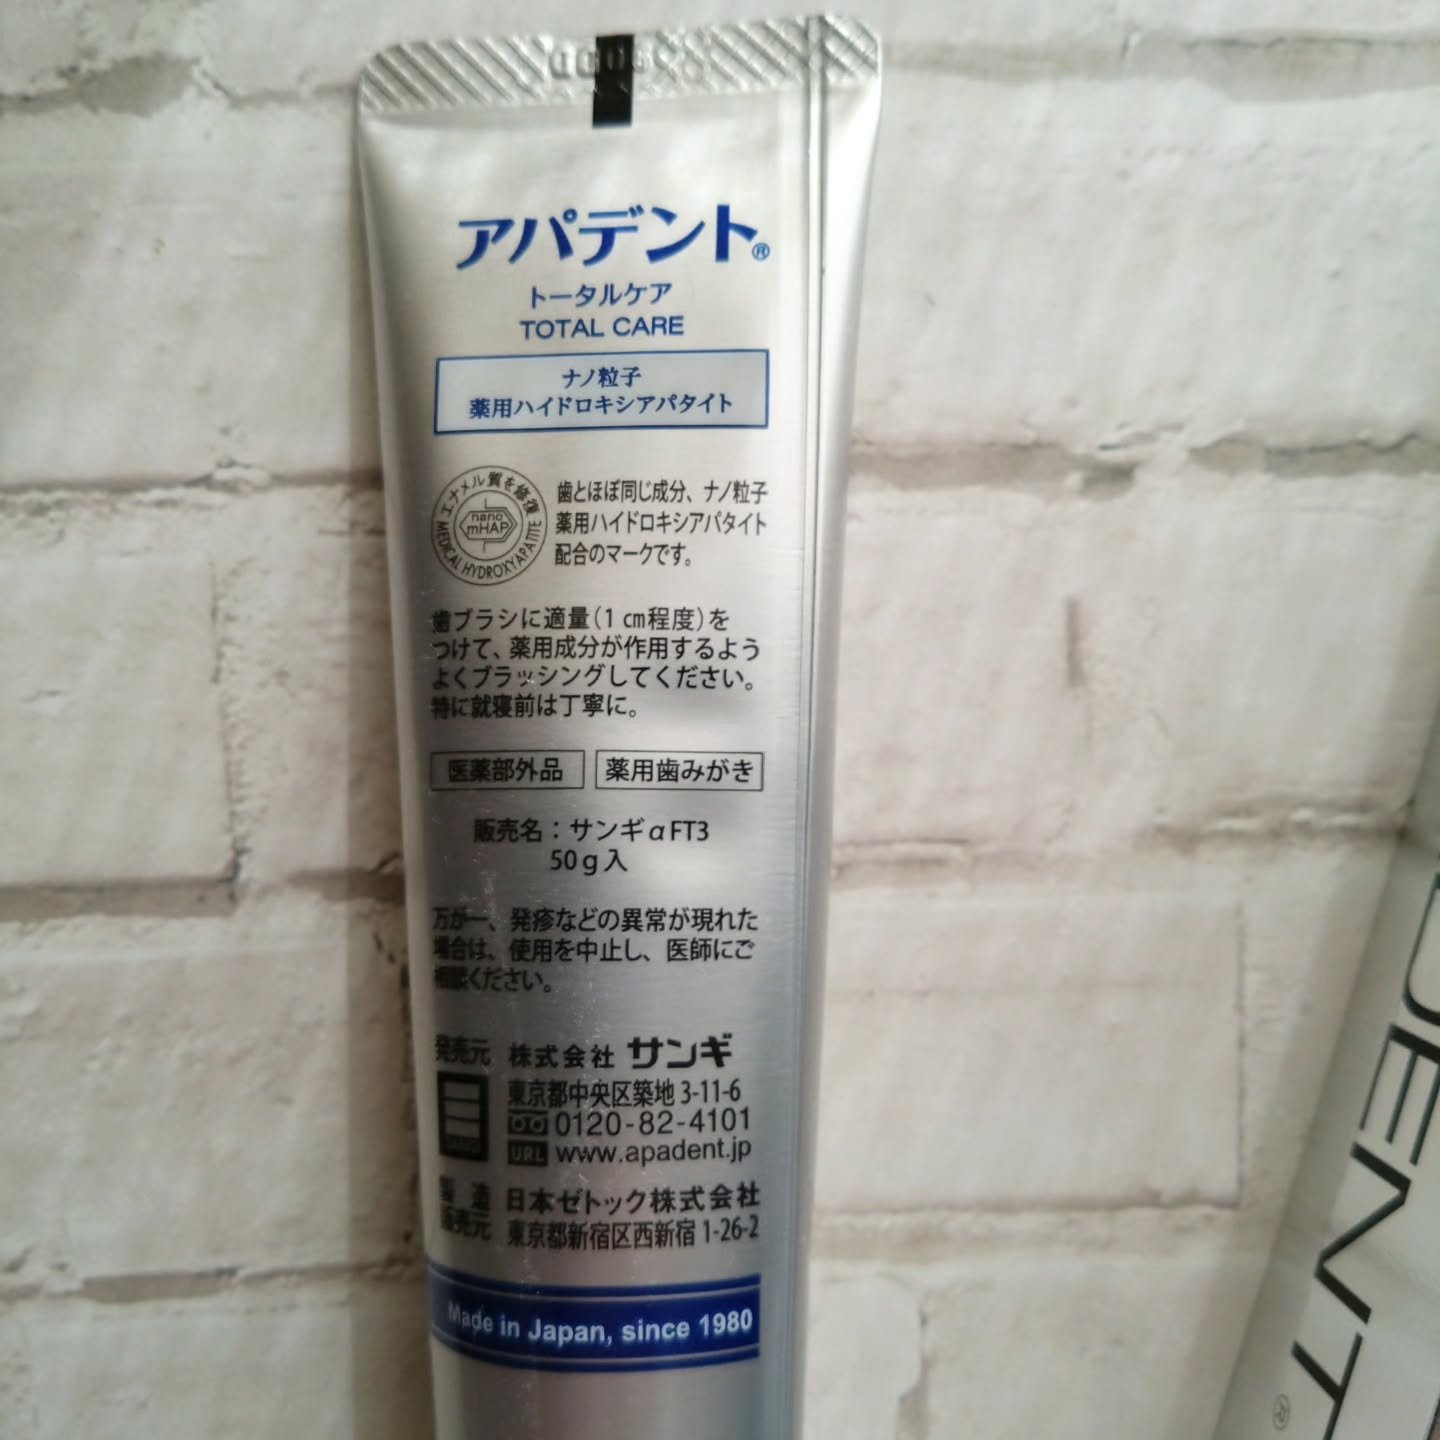 アパデント®
トータルケア
TOTAL CARE
ナノ粒子
薬用ハイドロキシアパタイト
エナメル質を修復
nano
mHAP
MEDICAL HYDROXYAPATITE
歯とほぼ同じ成分、ナノ粒子
薬用ハイドロキシアパタイト
配合のマークです。
歯ブラシに適量(1㎝程度)を
つけて、薬用成分が作用するよう
よくブラッシングしてください。
特に就寝前は丁寧に。
医薬部外品 薬用歯みがき
販売名：サンギαFT3
50g入
万が一、発疹などの異常が現れた
場合は、使用を中止し、医師にご
相談ください。
発売元 株式会社 サンギ
東京都中央区築地 3-11-6
0120-82-4101
URL www.apadent.jp
製造 日本ゼトック株式会社
販売元 東京都新宿区西新宿 1-26-2
Made in Japan, since 1980
DENT®